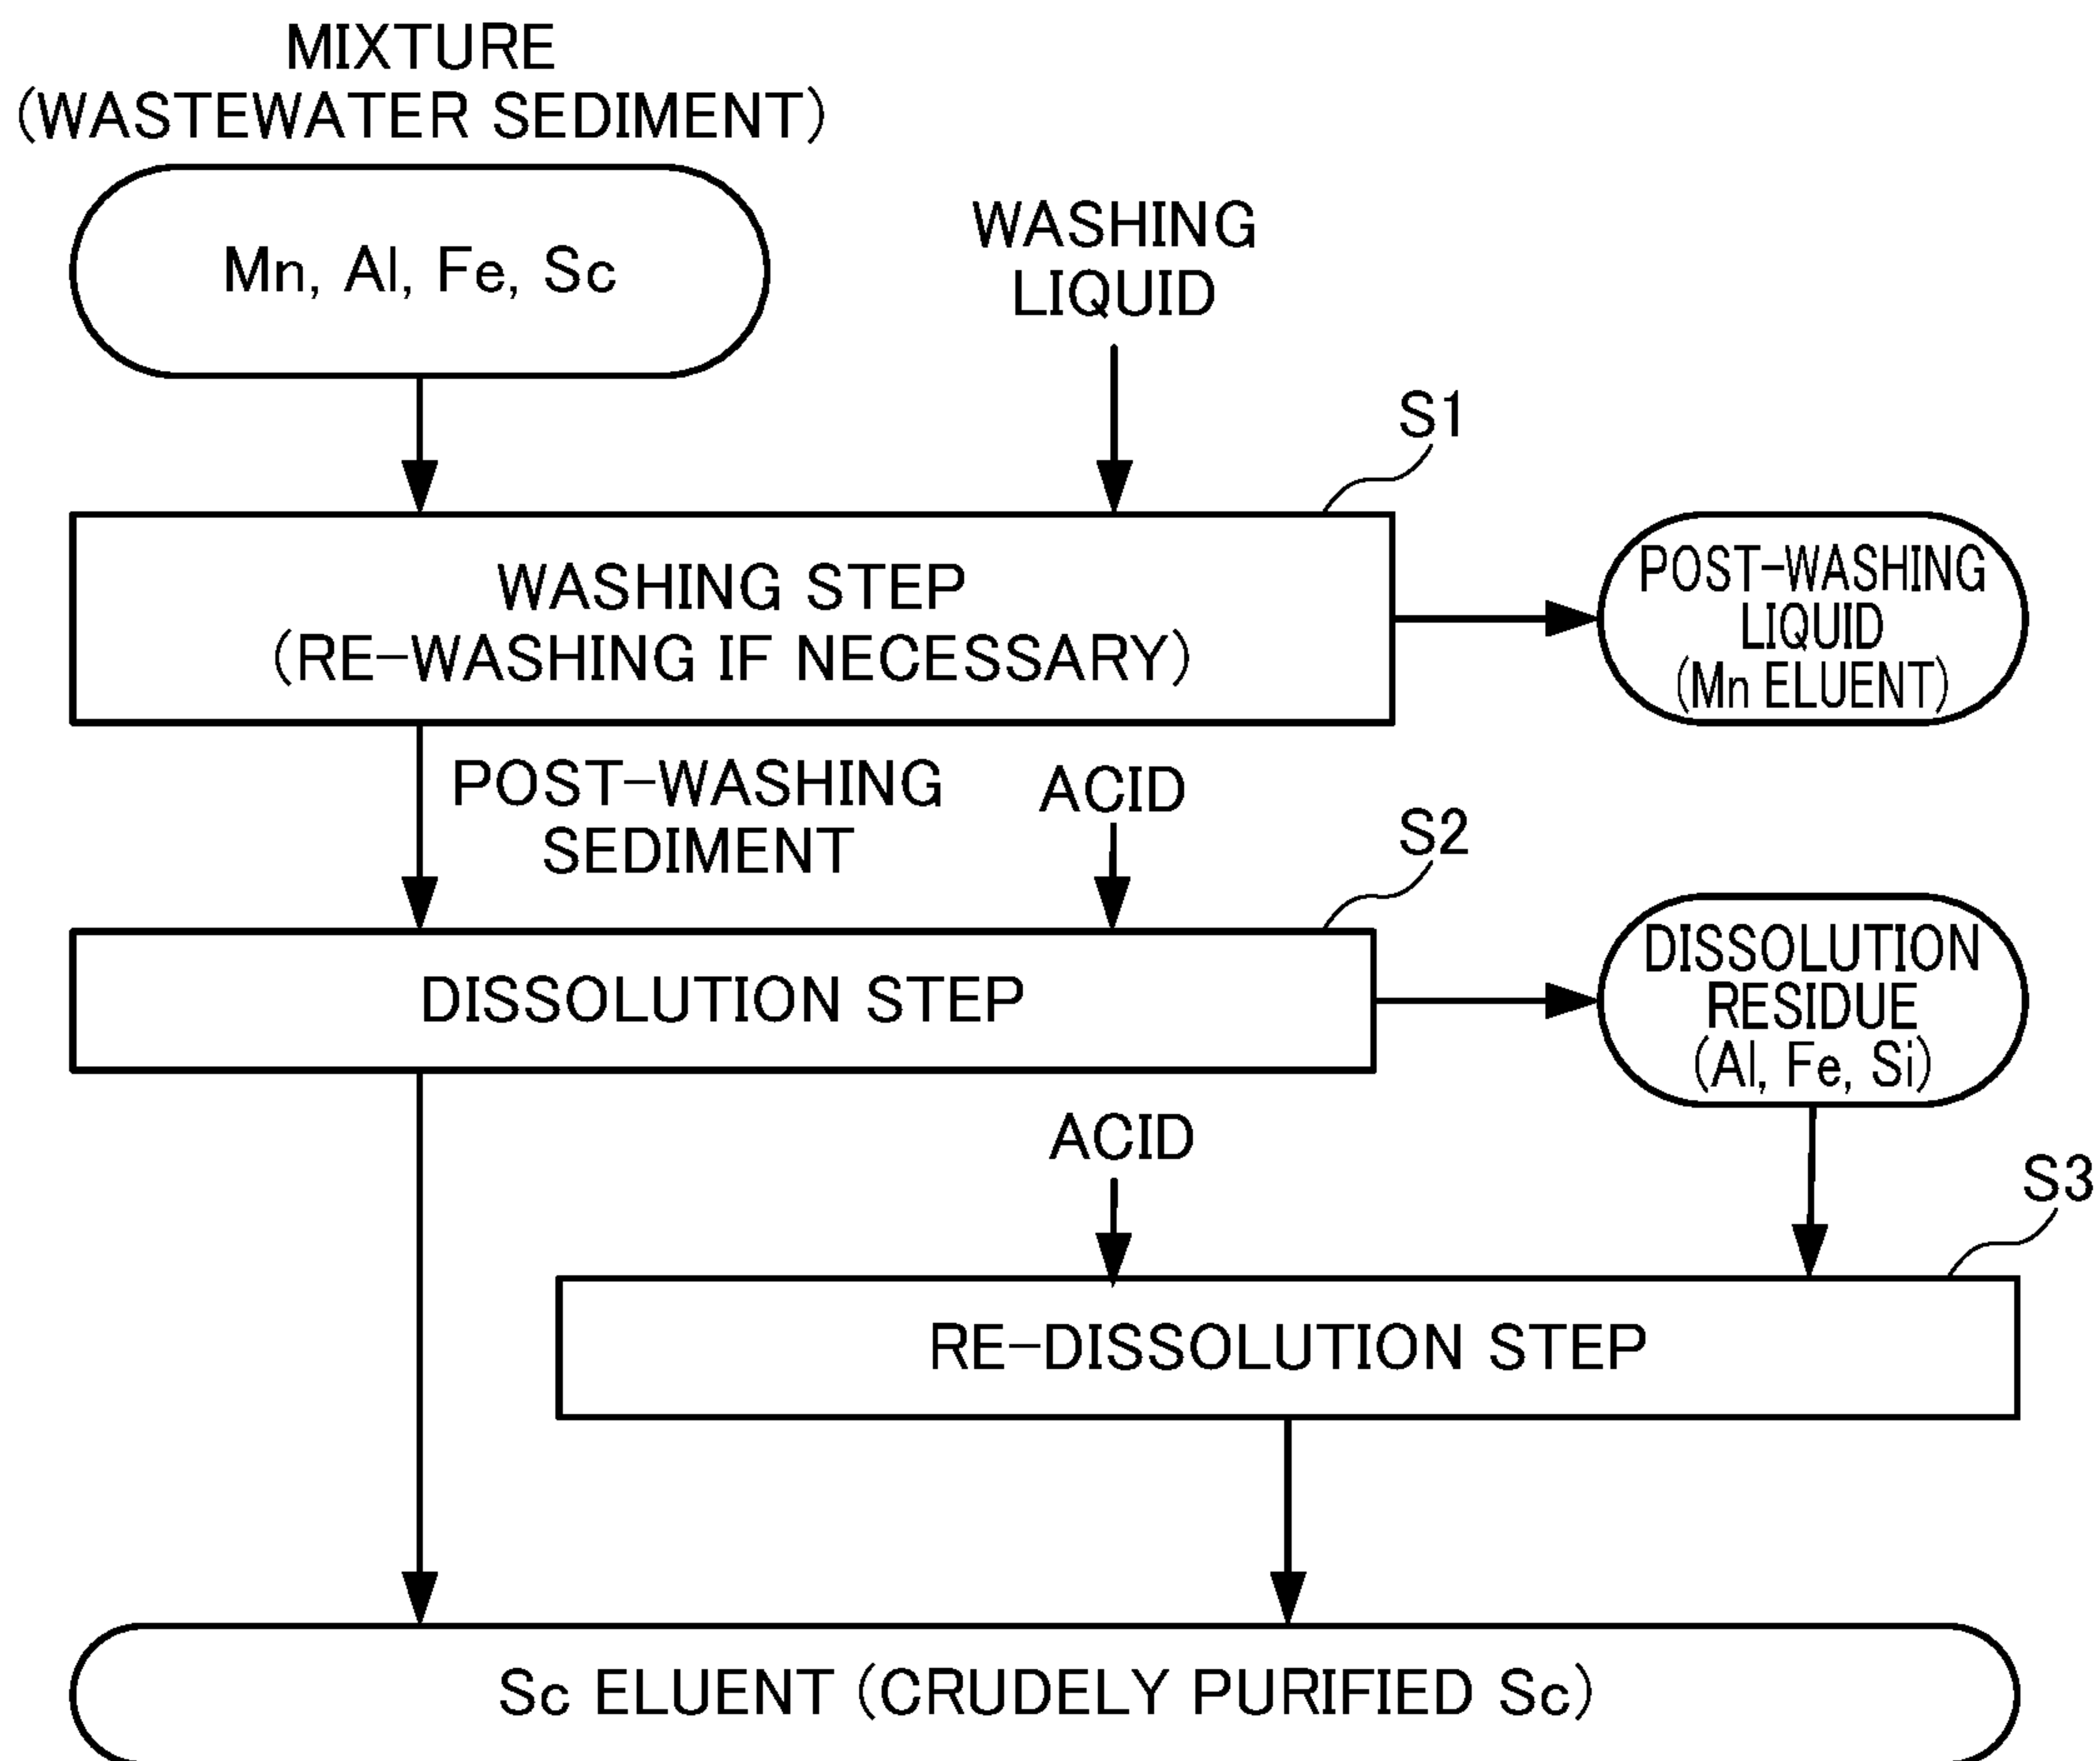 MIXTURE
(WASTEWATER SEDIMENT)
Mn, Al, Fe, Sc
WASHING
LIQUID
S1
WASHING STEP
(RE-WASHING IF NECESSARY)
POST-WASHING
LIQUID
(Mn ELUENT)
POST-WASHING
SEDIMENT
ACID
S2
DISSOLUTION STEP
DISSOLUTION
RESIDUE
(Al, Fe, Si)
ACID
S3
RE-DISSOLUTION STEP
Sc ELUENT (CRUDELY PURIFIED Sc)